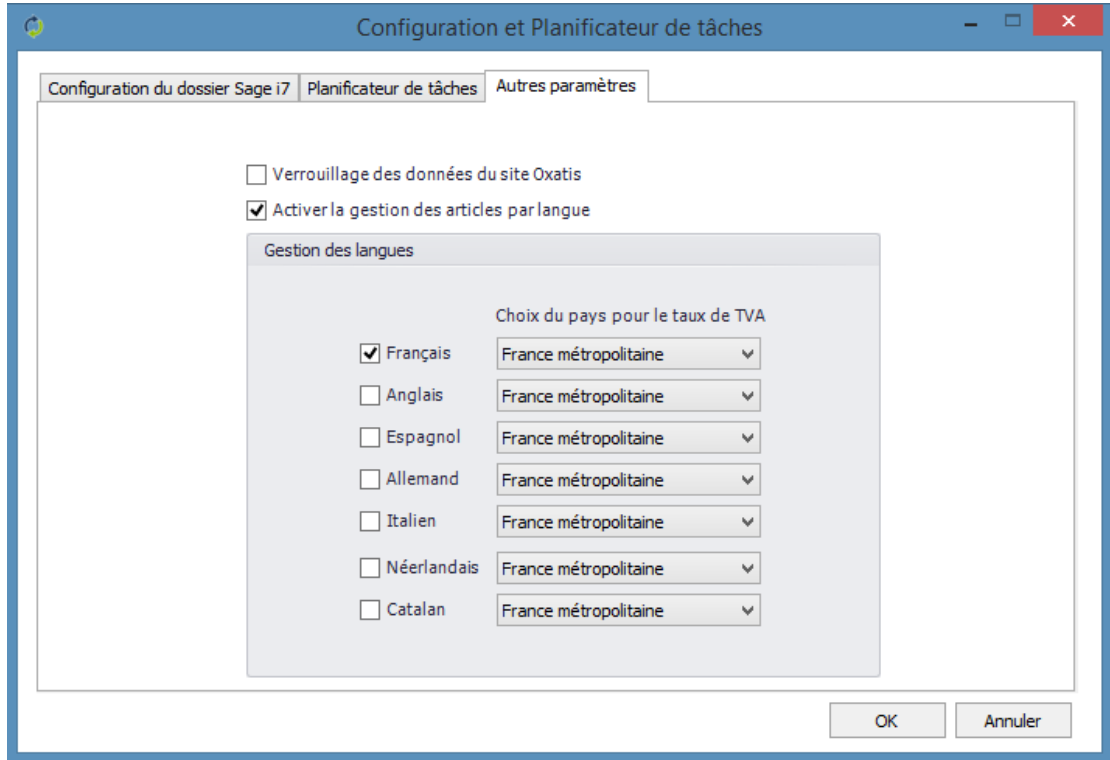 Configuration et Planificateur de tâches
Configuration du dossier Sage i7 Planificateur de tâches Autres paramètres
Verrouillage des données du site Oxatis
Activer la gestion des articles par langue
Gestion des langues
Choix du pays pour le taux de TVA
Français France métropolitaine
Anglais France métropolitaine
Espagnol France métropolitaine
Allemand France métropolitaine
Italien France métropolitaine
Néerlandais France métropolitaine
Catalan France métropolitaine
OK Annuler